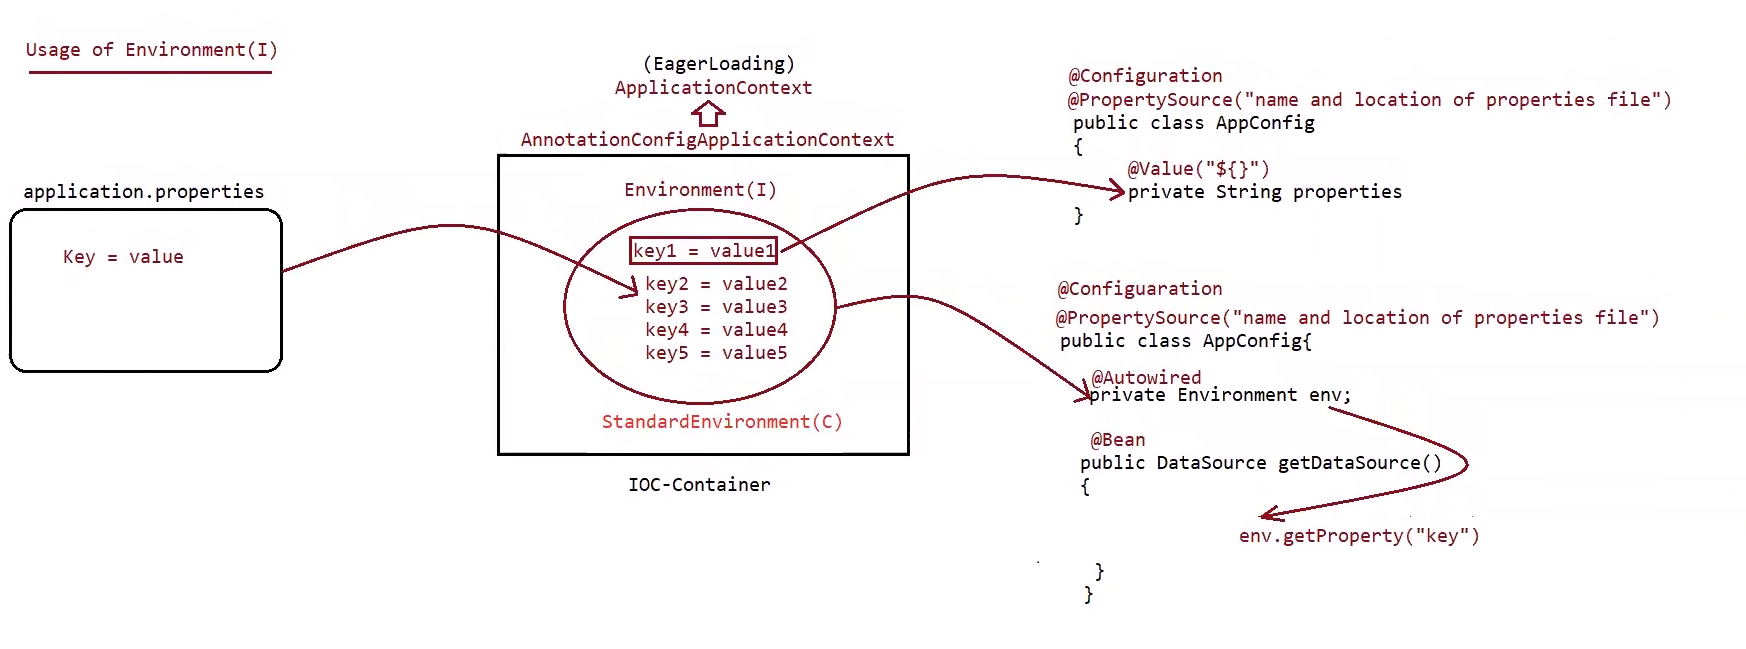 Usage of Environment(I)
application.properties
Key = value
(EagerLoading)
ApplicationContext
AnnotationConfigApplicationContext
Environment(I)
key1 = value1
key2 = value2
key3 = value3
key4 = value4
key5 = value5
StandardEnvironment(C)
IOC-Container
@Configuration
@PropertySource("name and location of properties file")
public class AppConfig
{
@Value("${}")
private String properties
}
@Configuaration
@PropertySource("name and location of properties file")
public class AppConfig{
@Autowired
private Environment env;
@Bean
public DataSource getDataSource()
{
env.getProperty("key")
}
}